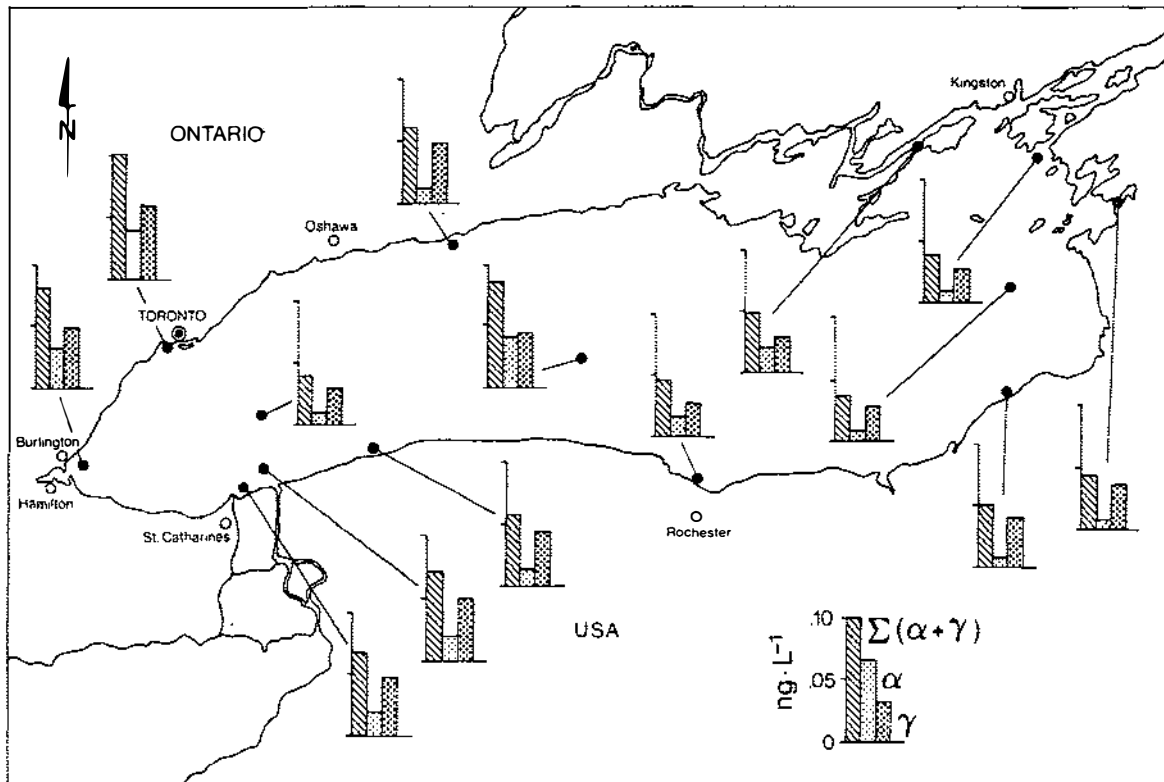 Kingston
N
ONTARIO
Oshawa
TORONTO
Burlington
Hamilton
St. Catharines
Rochester
USA
ng·L⁻¹
.10
.05
0
Σ(α+γ)
α
γ